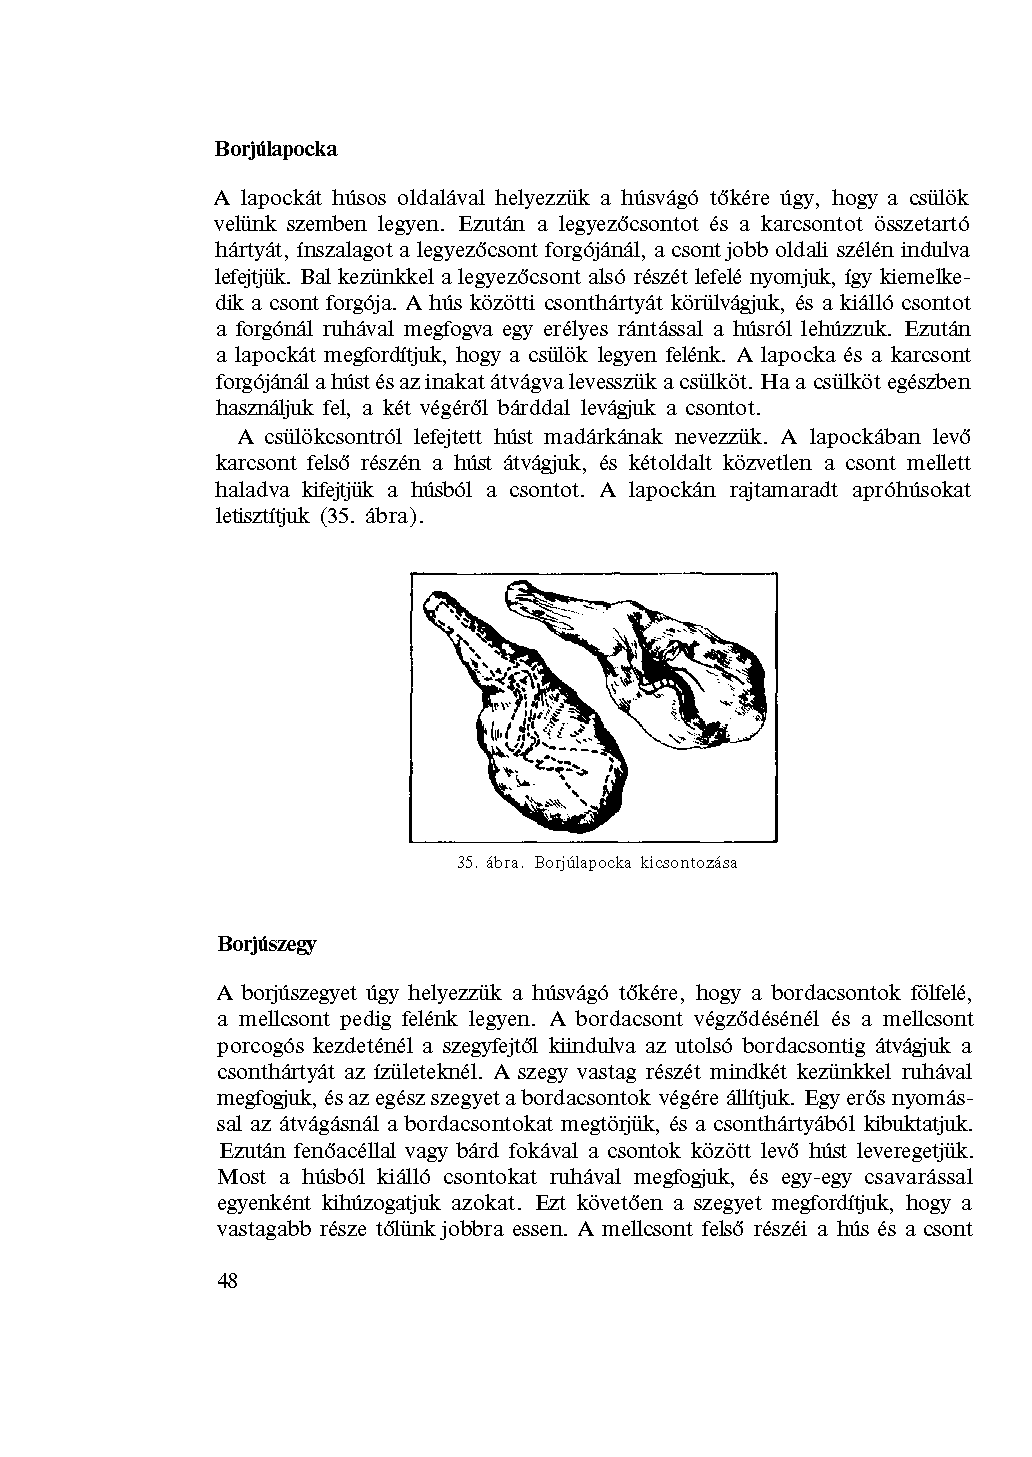 Borjúlapocka
A lapockát húsos oldalával helyezzük a húsvágó tőkére úgy, hogy a csülök
velünk szemben legyen. Ezután a legyezőcsontot és a karcsontot összetartó
hártyát, ínszalagot a legyezőcsont forgójánál, a csont jobb oldali szélén indulva
lefejtjük. Bal kezünkkel a legyezőcsont alsó részét lefelé nyomjuk, így kiemelke-
dik a csont forgója. A hús közötti csonthártyát körülvágjuk, és a kiálló csontot
a forgónál ruhával megfogva egy erélyes rántással a húsról lehúzzuk. Ezután
a lapockát megfordítjuk, hogy a csülök legyen felénk. A lapocka és a karcsont
forgójánál a húst és az inakat átvágva levesszük a csülköt. Ha a csülköt egészben
használjuk fel, a két végéről bárddal levágjuk a csontot.
A csülökcsontról lefejtett húst madárkának nevezzük. A lapockában levő
karcsont felső részén a húst átvágjuk, és kétoldalt közvetlen a csont mellett
haladva kifejtjük a húsból a csontot. A lapockán rajtamaradt apróhúsokat
letisztítjuk (35. ábra).
35. ábra. Borjúlapocka kicsontozása
Borjúszegy
A borjúszegyet úgy helyezzük a húsvágó tőkére, hogy a bordacsontok fölfelé,
a mellcsont pedig felénk legyen. A bordacsont végződésénél és a mellcsont
porcogós kezdeténél a szegyfejtől kiindulva az utolsó bordacsontig átvágjuk a
csonthártyát az ízületeknél. A szegy vastag részét mindkét kezünkkel ruhával
megfogjuk, és az egész szegyet a bordacsontok végére állítjuk. Egy erős nyomás-
sal az átvágásnál a bordacsontokat megtörjük, és a csonthártyából kibuktatjuk.
Ezután fenőacéllal vagy bárd fokával a csontok között levő húst leveregetjük.
Most a húsból kiálló csontokat ruhával megfogjuk, és egy-egy csavarással
egyenként kihúzogatjuk azokat. Ezt követően a szegyet megfordítjuk, hogy a
vastagabb része tőlünk jobbra essen. A mellcsont felső részéi a hús és a csont
48